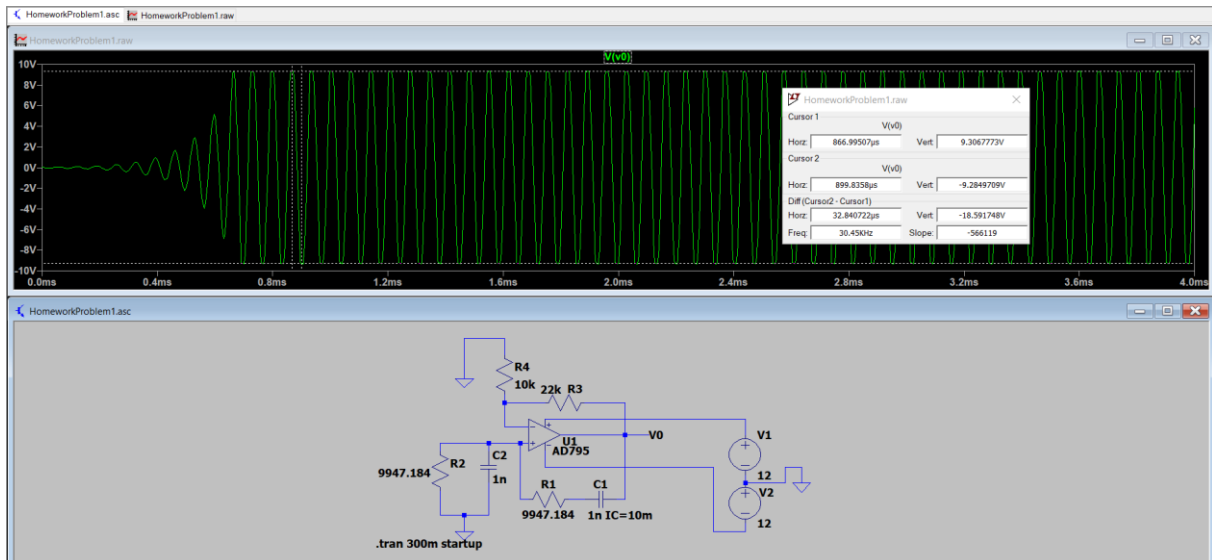 HomeworkProblem1.asc HomeworkProblem1.raw
HomeworkProblem1.raw
V(v0)
10V
8V
6V
4V
2V
0V
-2V
-4V
-6V
-8V
-10V
0.0ms 0.4ms 0.8ms 1.2ms 1.6ms 2.0ms 2.4ms 2.8ms 3.2ms 3.6ms 4.0ms
HomeworkProblem1.raw
Cursor 1
V(v0)
Horz: 866.99507µs Vert: 9.3067773V
Cursor 2
V(v0)
Horz: 899.8358µs Vert: -9.2849709V
Diff (Cursor2 - Cursor1)
Horz: 32.840722µs Vert: -18.591748V
Freq: 30.45KHz Slope: -566119
HomeworkProblem1.asc
R4
10k
22k R3
U1
AD795
V0
V1
12
V2
12
R2
9947.184
C2
1n
R1
9947.184
C1
1n IC=10m
.tran 300m startup